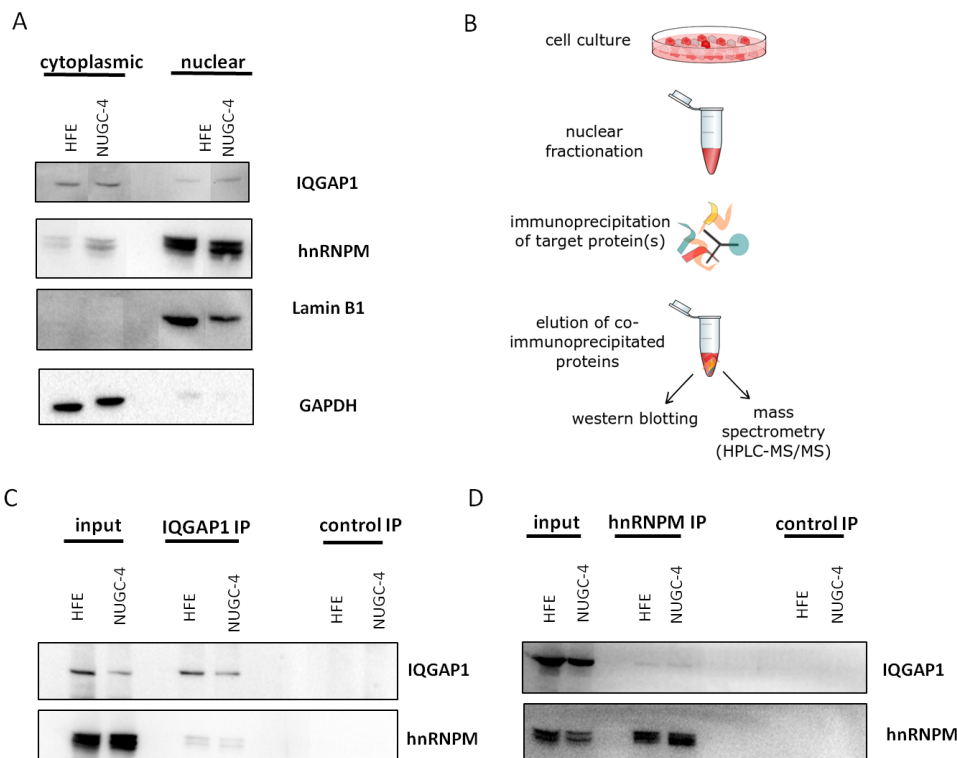 A
cytoplasmic nuclear
HFE NUGC-4 HFE NUGC-4
IQGAP1
hnRNPM
Lamin B1
GAPDH
B
cell culture
nuclear
fractionation
immunoprecipitation
of target protein(s)
elution of co-
immunoprecipitated
proteins
western blotting
mass
spectrometry
(HPLC-MS/MS)
C
input IQGAP1 IP control IP
HFE NUGC-4 HFE NUGC-4 HFE NUGC-4
IQGAP1
hnRNPM
D
input hnRNPM IP control IP
HFE NUGC-4 HFE NUGC-4 HFE NUGC-4
IQGAP1
hnRNPM